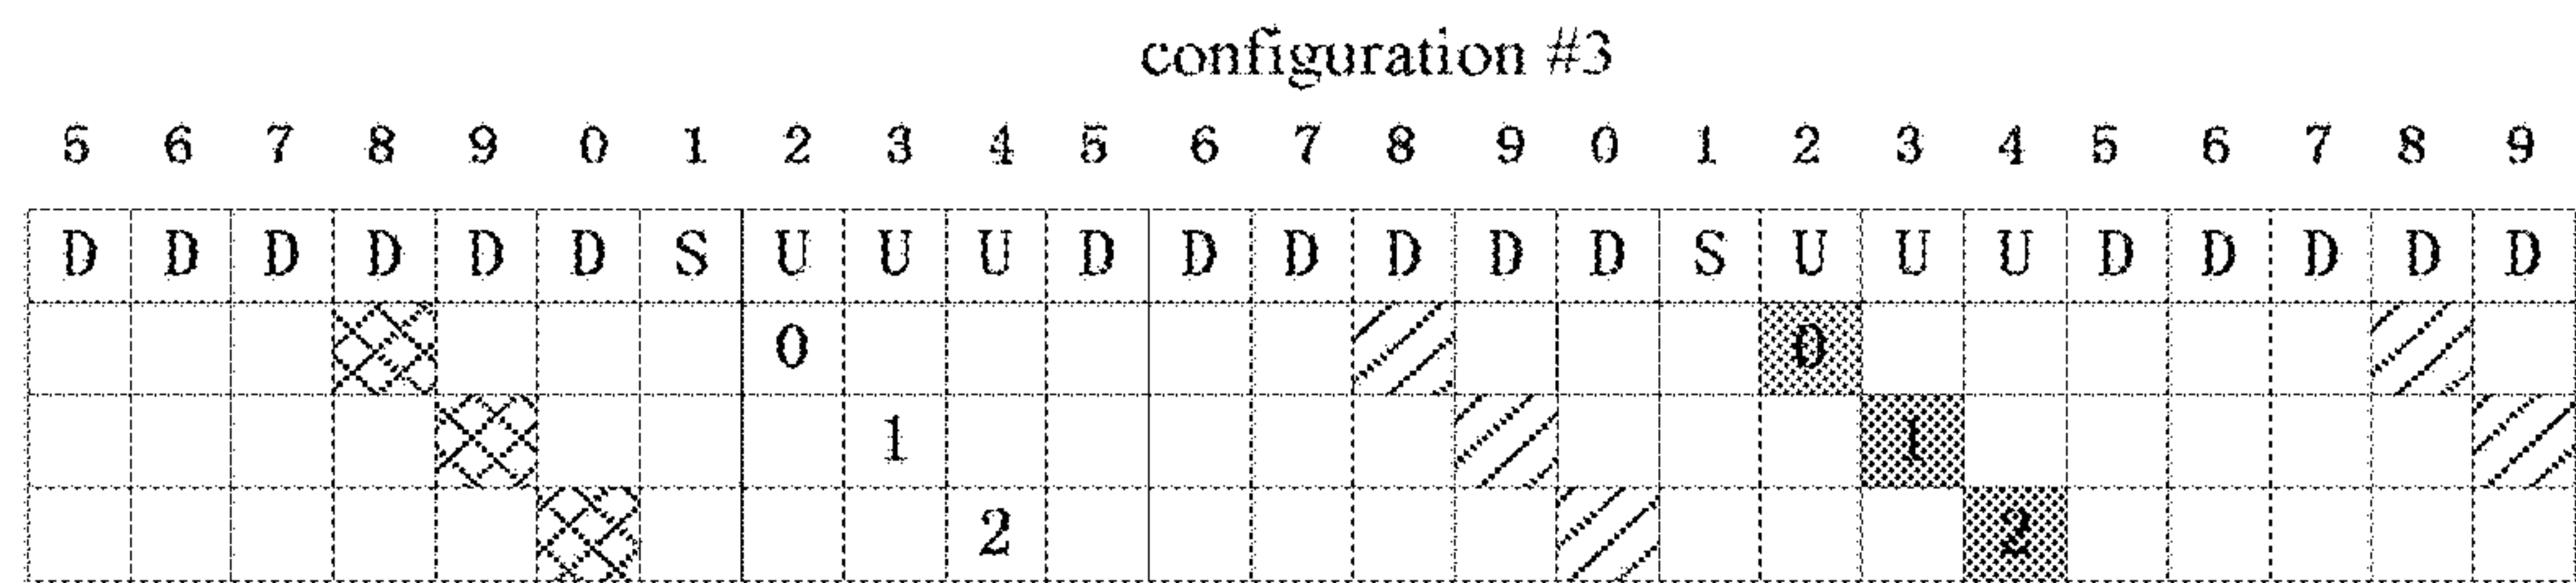 configuration #3
5 6 7 8 9 0 1 2 3 4 5 6 7 8 9 0 1 2 3 4 5 6 7 8 9
D D D D D D S U U U D D D D D D S U U U D D D D D
0 0
1 1
2 2